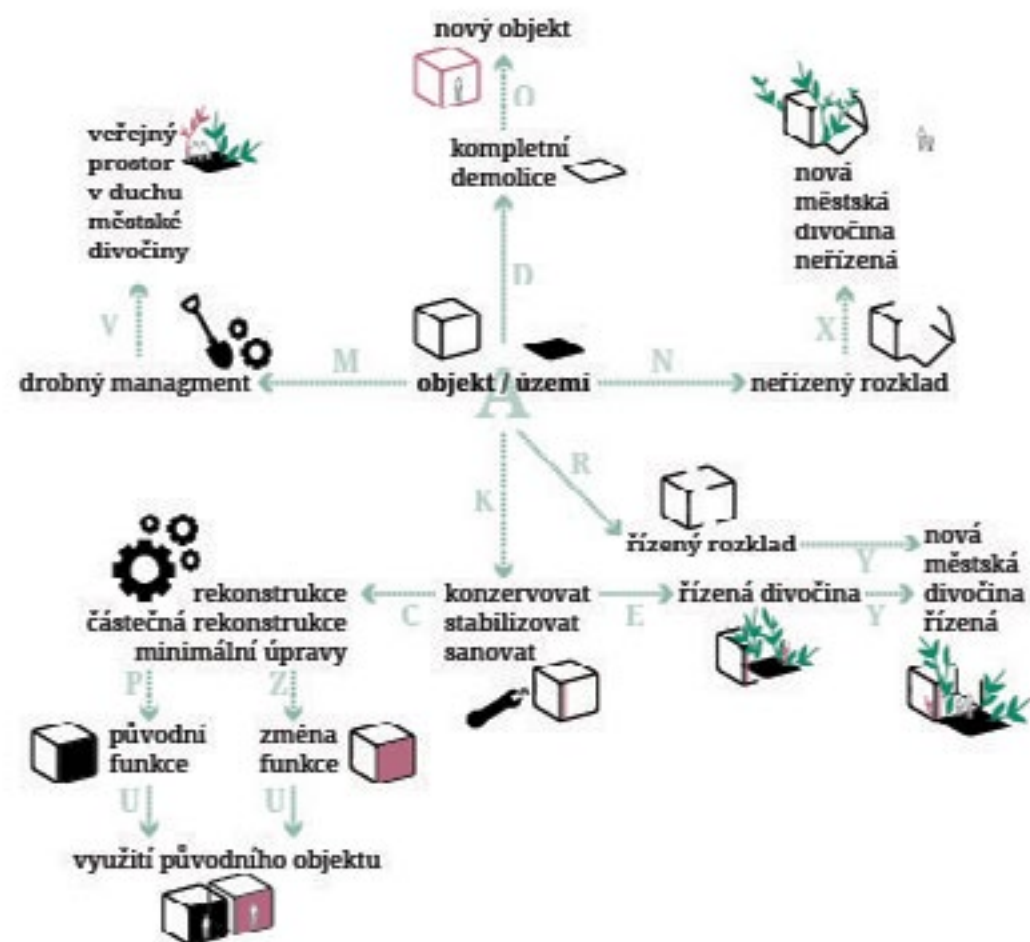 nový objekt
O
kompletní
demolice
D
veřejný
prostor
v duchu
městské
divočiny
V
drobný managment
M
objekt / území
A
N
neřízený rozklad
X
nová
městská
divočina
neřízená
K
R
řízený rozklad
Y
nová
městská
divočina
řízená
rekonstrukce
částečná rekonstrukce
minimální úpravy
C
konzervovat
stabilizovat
sanovat
E
řízená divočina
Y
P
Z
původní
funkce
změna
funkce
U
U
využití původního objektu